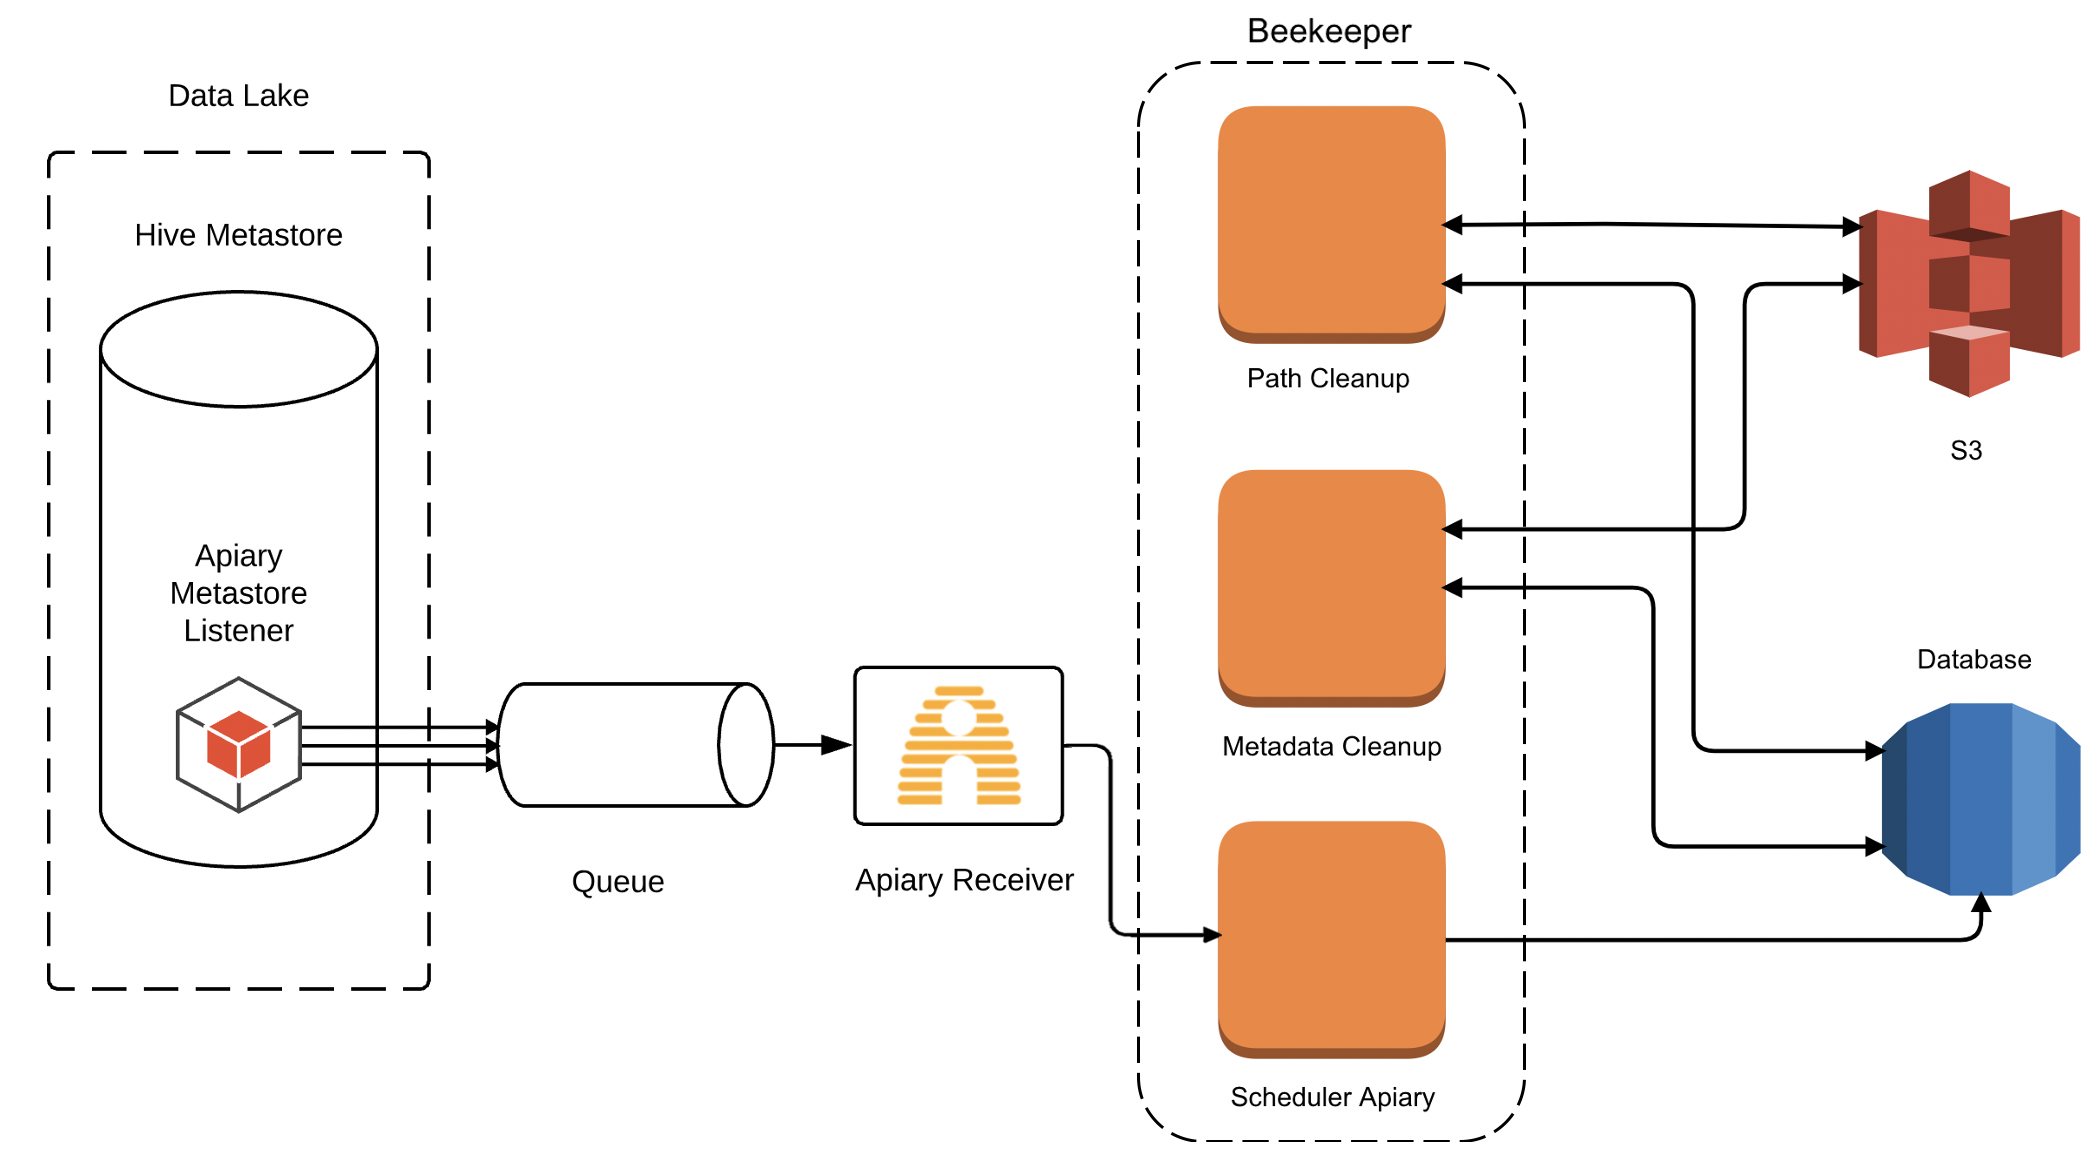 Beekeeper
Data Lake
Hive Metastore
Apiary
Metastore
Listener
Queue
Apiary Receiver
Path Cleanup
Metadata Cleanup
Scheduler Apiary
S3
Database